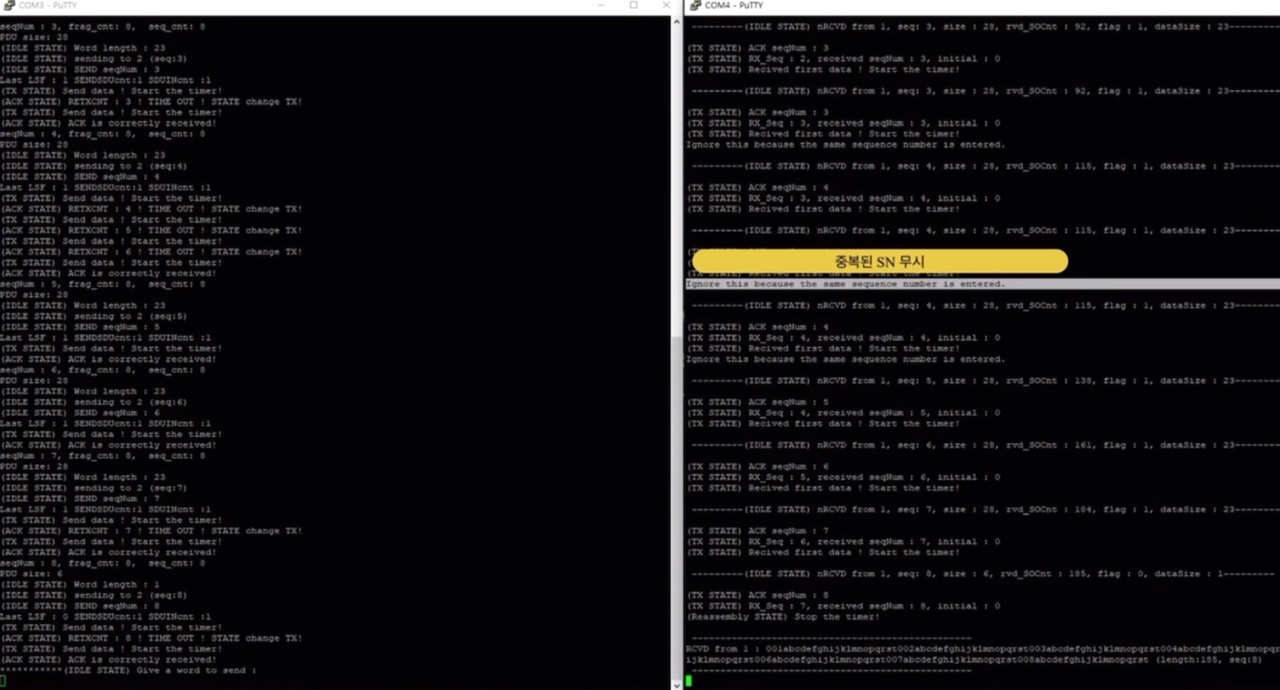 COM3 - PuTTY
seqNum : 3, frag_cnt: 8,  seq_cnt: 8
PDU size: 28
(IDLE STATE) Word length : 23
(IDLE STATE) sending to 2 (seq:3)
(IDLE STATE) SEND seqNum : 3
Last LSF : 1 SENDSDUcnt:1 SDUINcnt :1
(TX STATE) Send data ! Start the timer!
(ACK STATE) RETXCNT : 3 ! TIME OUT ! STATE change TX!
(TX STATE) Send data ! Start the timer!
(ACK STATE) ACK is correctly received!
seqNum : 4, frag_cnt: 8,  seq_cnt: 8
PDU size: 28
(IDLE STATE) Word length : 23
(IDLE STATE) sending to 2 (seq:4)
(IDLE STATE) SEND seqNum : 4
Last LSF : 1 SENDSDUcnt:1 SDUINcnt :1
(TX STATE) Send data ! Start the timer!
(ACK STATE) RETXCNT : 4 ! TIME OUT ! STATE change TX!
(TX STATE) Send data ! Start the timer!
(ACK STATE) RETXCNT : 5 ! TIME OUT ! STATE change TX!
(TX STATE) Send data ! Start the timer!
(ACK STATE) RETXCNT : 6 ! TIME OUT ! STATE change TX!
(TX STATE) Send data ! Start the timer!
(ACK STATE) ACK is correctly received!
seqNum : 5, frag_cnt: 8,  seq_cnt: 8
PDU size: 28
(IDLE STATE) Word length : 23
(IDLE STATE) sending to 2 (seq:5)
(IDLE STATE) SEND seqNum : 5
Last LSF : 1 SENDSDUcnt:1 SDUINcnt :1
(TX STATE) Send data ! Start the timer!
(ACK STATE) ACK is correctly received!
seqNum : 6, frag_cnt: 8,  seq_cnt: 8
PDU size: 28
(IDLE STATE) Word length : 23
(IDLE STATE) sending to 2 (seq:6)
(IDLE STATE) SEND seqNum : 6
Last LSF : 1 SENDSDUcnt:1 SDUINcnt :1
(TX STATE) Send data ! Start the timer!
(ACK STATE) ACK is correctly received!
seqNum : 7, frag_cnt: 8,  seq_cnt: 8
PDU size: 28
(IDLE STATE) Word length : 23
(IDLE STATE) sending to 2 (seq:7)
(IDLE STATE) SEND seqNum : 7
Last LSF : 1 SENDSDUcnt:1 SDUINcnt :1
(TX STATE) Send data ! Start the timer!
(ACK STATE) RETXCNT : 7 ! TIME OUT ! STATE change TX!
(TX STATE) Send data ! Start the timer!
(ACK STATE) ACK is correctly received!
seqNum : 8, frag_cnt: 8,  seq_cnt: 8
PDU size: 6
(IDLE STATE) Word length : 1
(IDLE STATE) sending to 2 (seq:8)
(IDLE STATE) SEND seqNum : 8
Last LSF : 0 SENDSDUcnt:1 SDUINcnt :1
(TX STATE) Send data ! Start the timer!
(ACK STATE) RETXCNT : 8 ! TIME OUT ! STATE change TX!
(TX STATE) Send data ! Start the timer!
(ACK STATE) ACK is correctly received!
***********(IDLE STATE) Give a word to send :
COM4 - PuTTY
---------(IDLE STATE) nRCVD from 1, seq: 3, size : 28, rvd_SOCnt : 92, flag : 1, dataSize : 23-------
(TX STATE) ACK seqNum : 3
(TX STATE) RX_Seq : 2, received seqNum : 3, initial : 0
(TX STATE) Recived first data ! Start the timer!
---------(IDLE STATE) nRCVD from 1, seq: 3, size : 28, rvd_SOCnt : 92, flag : 1, dataSize : 23-------
(TX STATE) ACK seqNum : 3
(TX STATE) RX_Seq : 3, received seqNum : 3, initial : 0
(TX STATE) Recived first data ! Start the timer!
Ignore this because the same sequence number is entered.
---------(IDLE STATE) nRCVD from 1, seq: 4, size : 28, rvd_SOCnt : 115, flag : 1, dataSize : 23------
(TX STATE) ACK seqNum : 4
(TX STATE) RX_Seq : 3, received seqNum : 4, initial : 0
(TX STATE) Recived first data ! Start the timer!
---------(IDLE STATE) nRCVD from 1, seq: 4, size : 28, rvd_SOCnt : 115, flag : 1, dataSize : 23------
중복된 SN 무시
(TX STATE) Recived first data ! Start the timer!
Ignore this because the same sequence number is entered.
---------(IDLE STATE) nRCVD from 1, seq: 4, size : 28, rvd_SOCnt : 115, flag : 1, dataSize : 23------
(TX STATE) ACK seqNum : 4
(TX STATE) RX_Seq : 4, received seqNum : 4, initial : 0
(TX STATE) Recived first data ! Start the timer!
Ignore this because the same sequence number is entered.
---------(IDLE STATE) nRCVD from 1, seq: 5, size : 28, rvd_SOCnt : 138, flag : 1, dataSize : 23------
(TX STATE) ACK seqNum : 5
(TX STATE) RX_Seq : 4, received seqNum : 5, initial : 0
(TX STATE) Recived first data ! Start the timer!
---------(IDLE STATE) nRCVD from 1, seq: 6, size : 28, rvd_SOCnt : 161, flag : 1, dataSize : 23------
(TX STATE) ACK seqNum : 6
(TX STATE) RX_Seq : 5, received seqNum : 6, initial : 0
(TX STATE) Recived first data ! Start the timer!
---------(IDLE STATE) nRCVD from 1, seq: 7, size : 28, rvd_SOCnt : 184, flag : 1, dataSize : 23------
(TX STATE) ACK seqNum : 7
(TX STATE) RX_Seq : 6, received seqNum : 7, initial : 0
(TX STATE) Recived first data ! Start the timer!
---------(IDLE STATE) nRCVD from 1, seq: 8, size : 6, rvd_SOCnt : 185, flag : 0, dataSize : 1---------
(TX STATE) ACK seqNum : 8
(TX STATE) RX_Seq : 7, received seqNum : 8, initial : 0
(Reassembly STATE) Stop the timer!
------------------------------------------------
RCVD from 1 : 001abcdefghijklmnopqrst002abcdefghijklmnopqrst003abcdefghijklmnopqrst004abcdefghijklmnopqr
ijklmnopqrst006abcdefghijklmnopqrst007abcdefghijklmnopqrst008abcdefghijklmnopqrst (length:185, seq:8)
------------------------------------------------